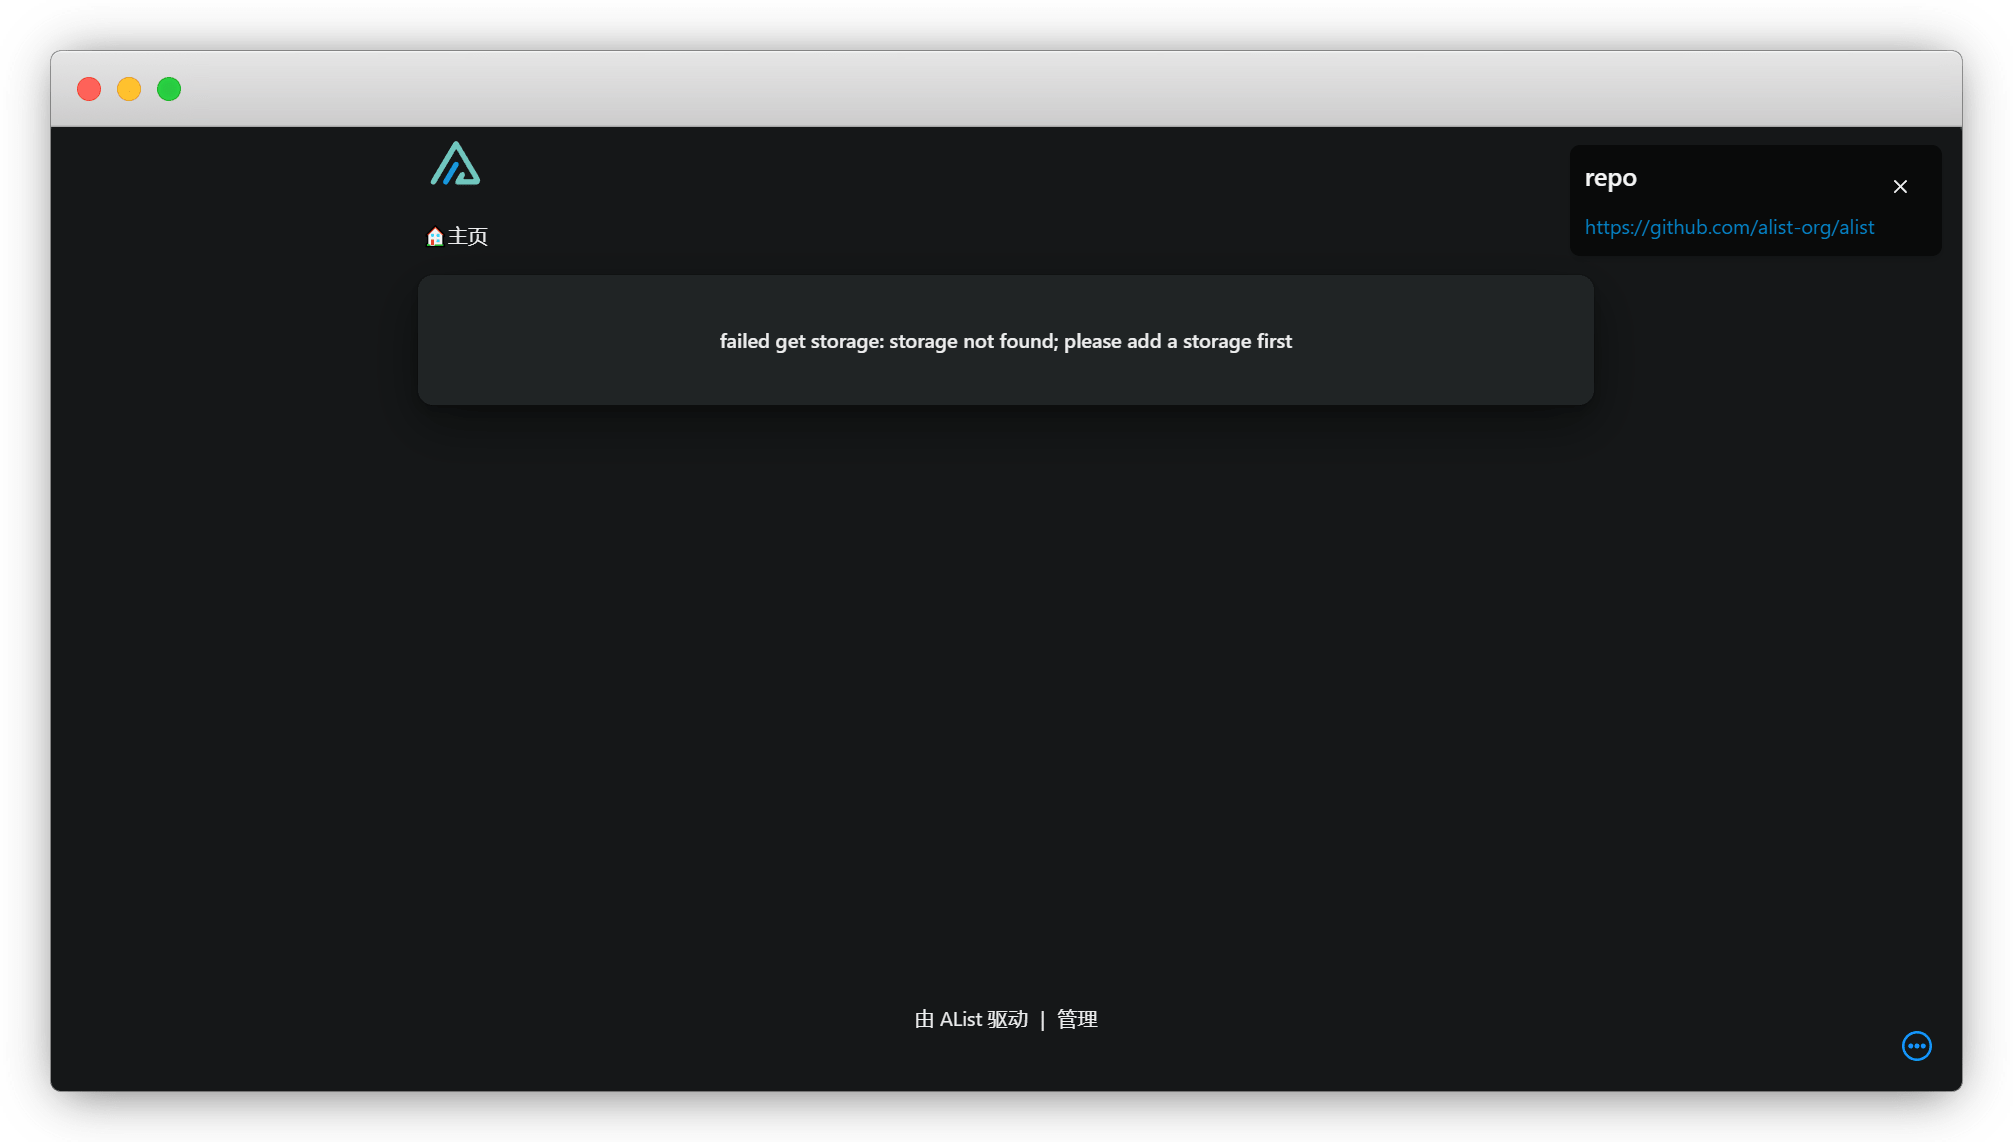 repo
https://github.com/alist-org/alist
主页
failed get storage: storage not found; please add a storage first
由 AList 驱动 | 管理